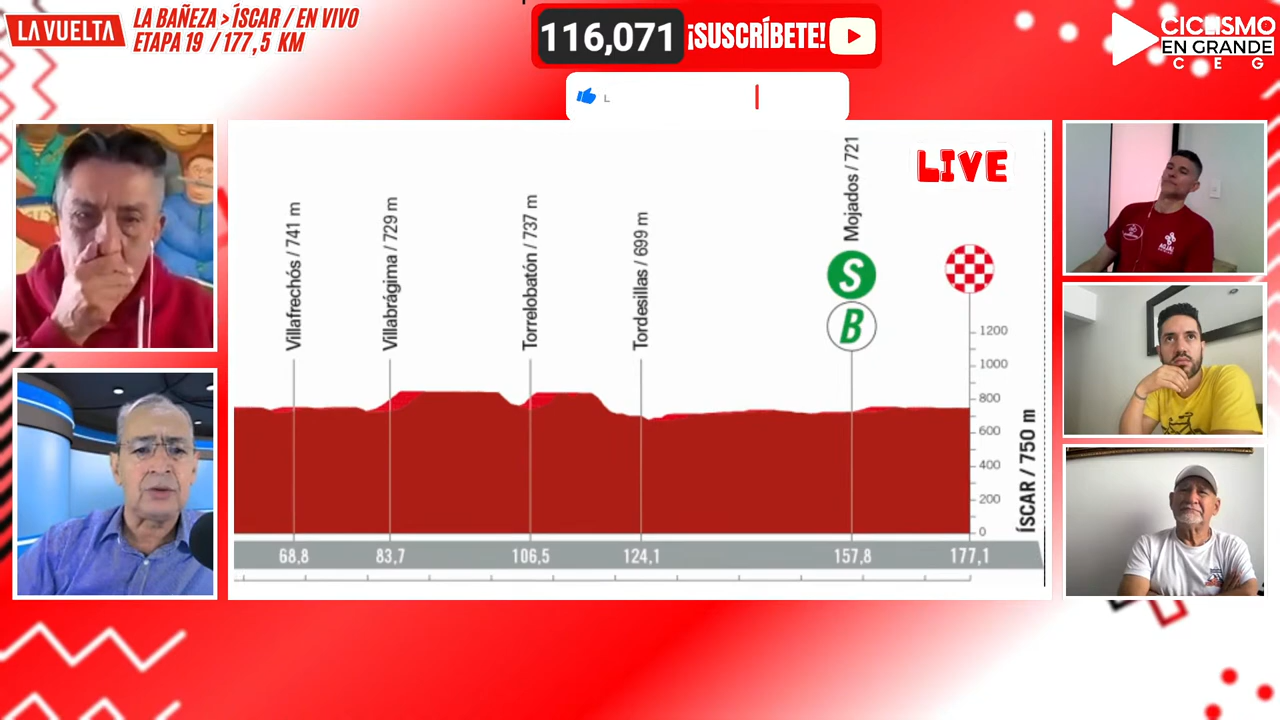 LA VUELTA
LA BAÑEZA > ÍSCAR / EN VIVO
ETAPA 19 / 177,5 KM
116,071
¡SUSCRÍBETE!
CICLISMO
EN GRANDE
C E G
L
LIVE
Villafrechós / 741 m
Villabrágima / 729 m
Torrelobatón / 737 m
Tordesillas / 699 m
Mojados / 721
S
B
1200
1000
800
600
400
200
0
ÍSCAR / 750 m
68,8
83,7
106,5
124,1
157,8
177,1